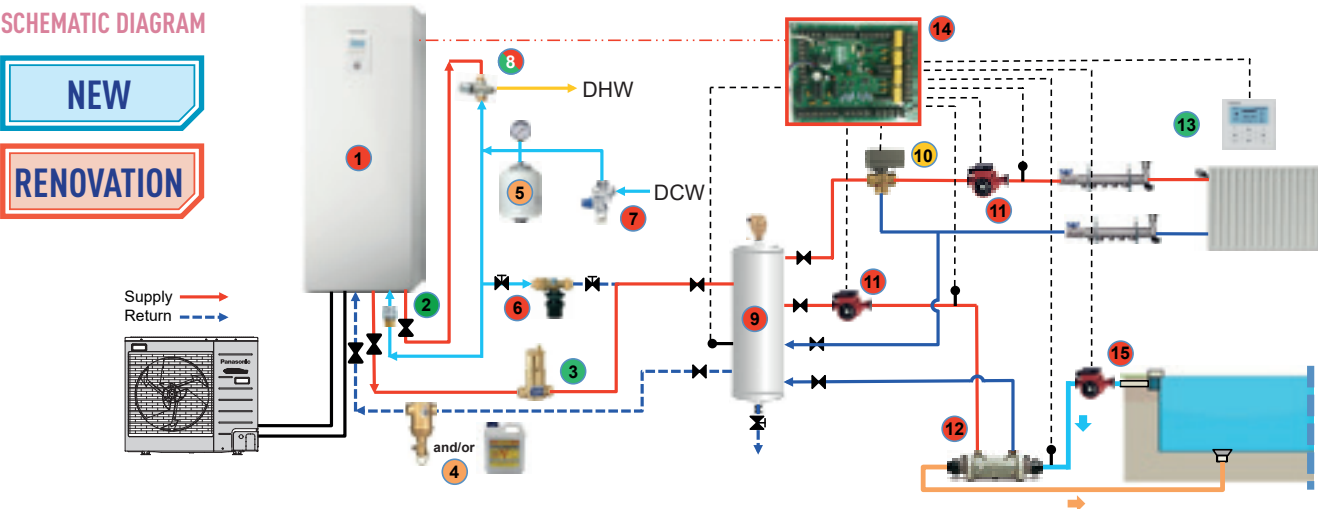 SCHEMATIC DIAGRAM
NEW
RENOVATION
Supply
Return
Panasonic
1
2
3
and/or
4
5
6
7
8
DHW
DCW
9
10
11
11
12
13
14
15